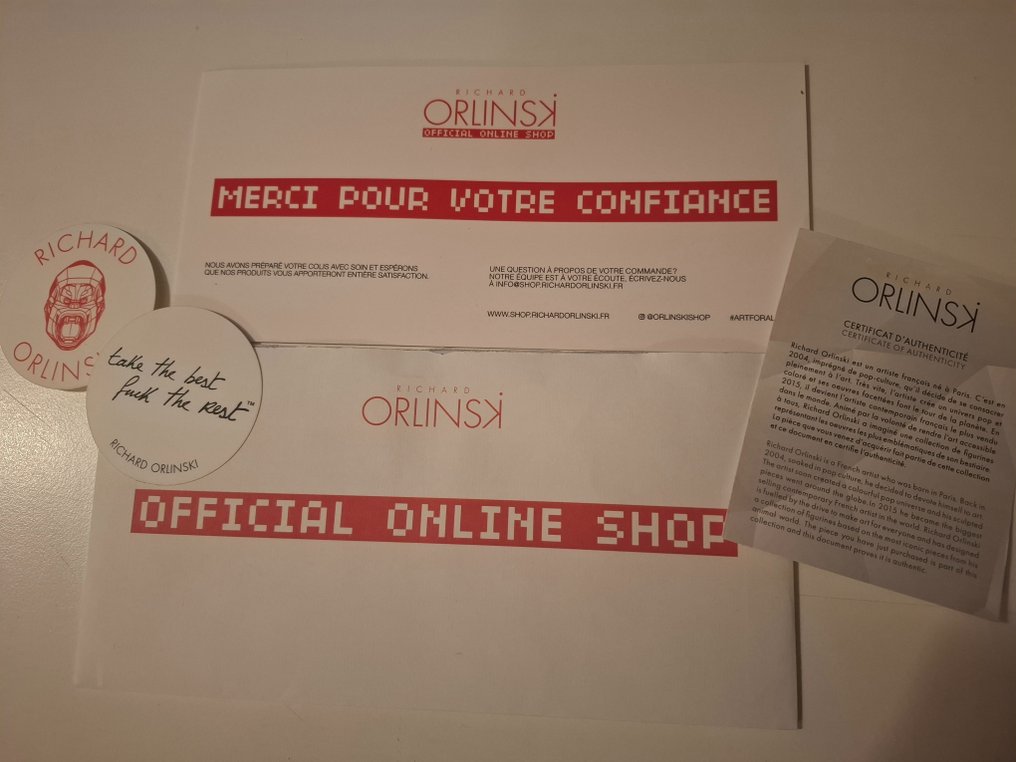 RICHARD
ORLINSKI
OFFICIAL ONLINE SHOP
MERCI POUR VOTRE CONFIANCE
NOUS AVONS PRÉPARÉ VOTRE COLIS AVEC SOIN ET ESPÉRONS
QUE NOS PRODUITS VOUS APPORTERONT ENTIÈRE SATISFACTION.
UNE QUESTION À PROPOS DE VOTRE COMMANDE?
NOTRE ÉQUIPE EST À VOTRE ÉCOUTE, ÉCRIVEZ-NOUS
À INFO@SHOP.RICHARDORLINSKI.FR
WWW.SHOP.RICHARDORLINSKI.FR @ORLINSKISHOP #ARTFORAL
RICHARD
ORLINS
take the best
fuck the rest™
RICHARD ORLINSKI
RICHARD
ORLINSKI
OFFICIAL ONLINE SHOP
RICHARD
ORLINSKI
CERTIFICAT D'AUTHENTICITÉ
CERTIFICATE OF AUTHENTICITY
Richard Orlinski est un artiste français né à Paris. C'est en
2004, imprégné de pop-culture, qu'il décide de se consacrer
pleinement à l'art. Très vite, l'artiste crée un univers pop et
coloré et ses oeuvres facettées font le tour de la planète. En
2015, il devient l'artiste contemporain français le plus vendu
dans le monde. Animé par la volonté de rendre l'art accessible
à tous, Richard Orlinski a imaginé une collection de figurines
représentant les oeuvres les plus emblématiques de son bestiaire.
La pièce que vous venez d'acquérir fait partie de cette collection
et ce document en certifie l'authenticité.
Richard Orlinski is a French artist who was born in Paris. Back in
2004, soaked in pop culture, he decided to devote himself to art.
The artist soon created a colourful pop universe and his sculpted
pieces went around the globe. In 2015 he become the biggest
selling contemporary French artist in the world. Richard Orlinski
is fuelled by the drive to make art for everyone and has designed
a collection of figurines based on the most iconic pieces from his
animal world. The piece you have just purchased is part of this
collection and this document proves it is authentic.